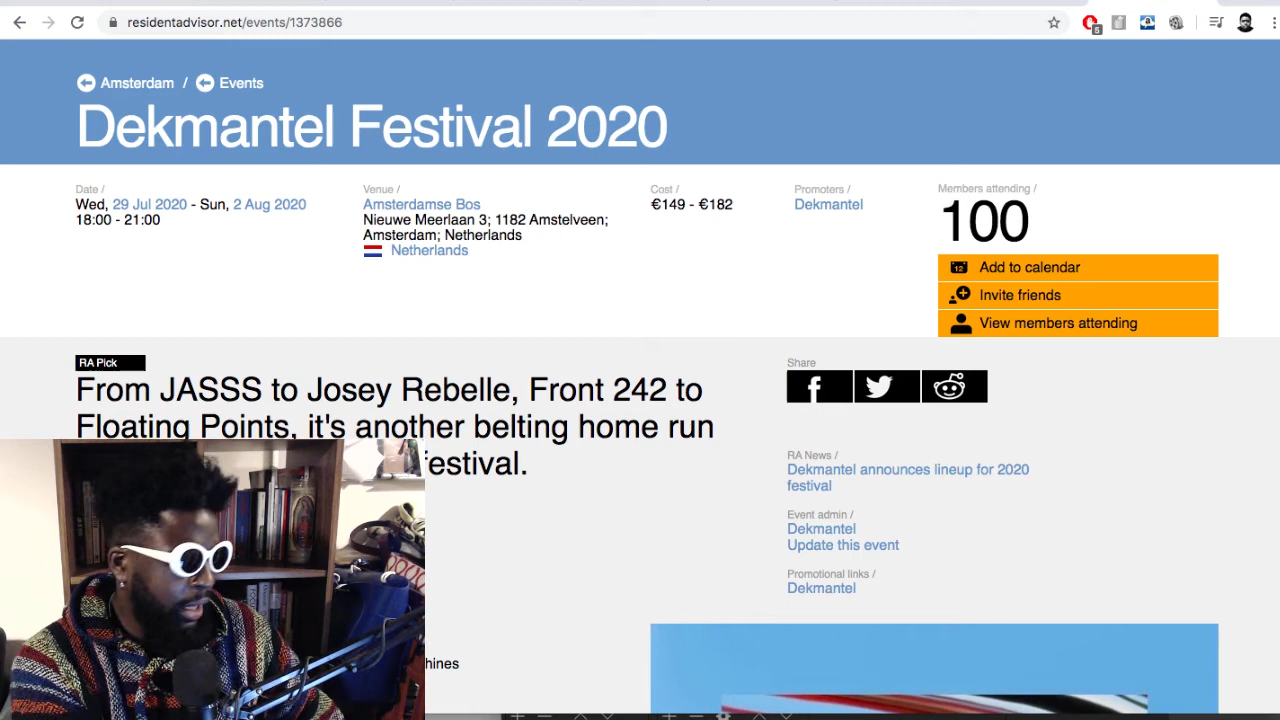 residentadvisor.net/events/1373866
5
Amsterdam / Events
Dekmantel Festival 2020
Date /
Wed, 29 Jul 2020 - Sun, 2 Aug 2020
18:00 - 21:00
Venue /
Amsterdamse Bos
Nieuwe Meerlaan 3; 1182 Amstelveen;
Amsterdam; Netherlands
Netherlands
Cost /
€149 - €182
Promoters /
Dekmantel
Members attending /
100
12 Add to calendar
Invite friends
View members attending
RA Pick
From JASSS to Josey Rebelle, Front 242 to
Floating Points, it's another belting home run
festival.
Share
RA News /
Dekmantel announces lineup for 2020
festival
Event admin /
Dekmantel
Update this event
Promotional links /
Dekmantel
hines